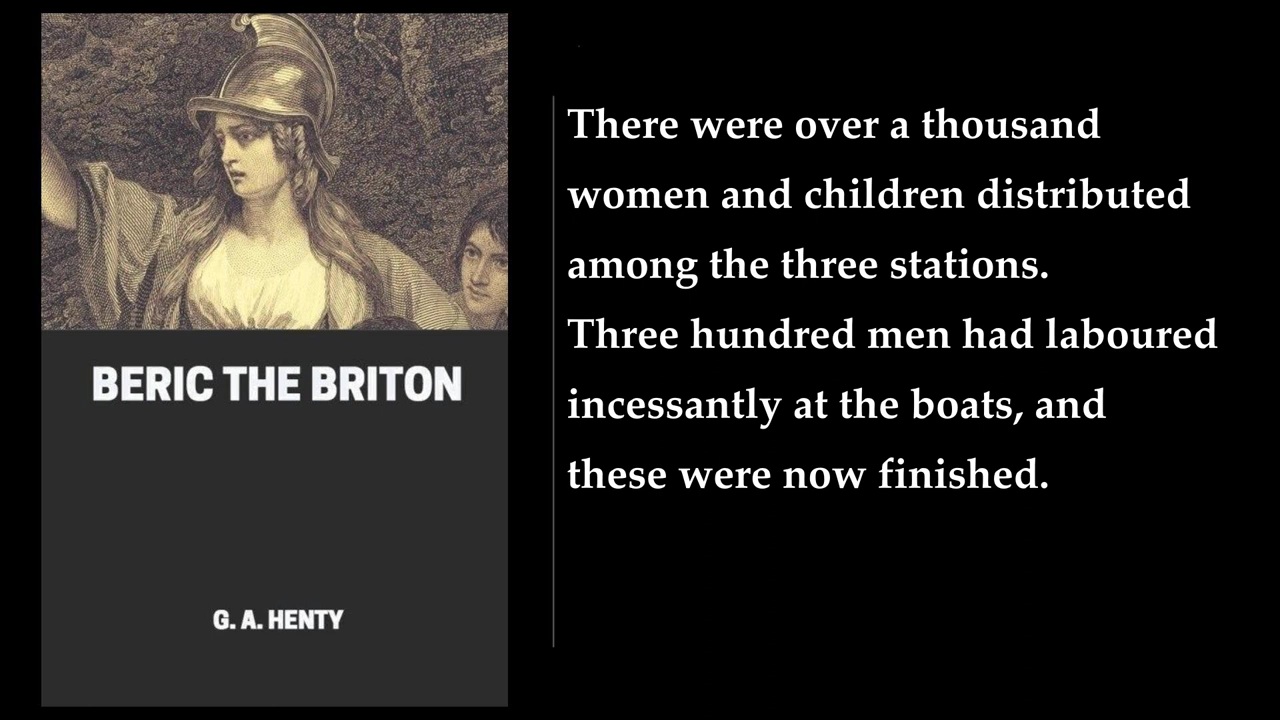 BERIC THE BRITON
G. A. HENTY
There were over a thousand
women and children distributed
among the three stations.
Three hundred men had laboured
incessantly at the boats, and
these were now finished.